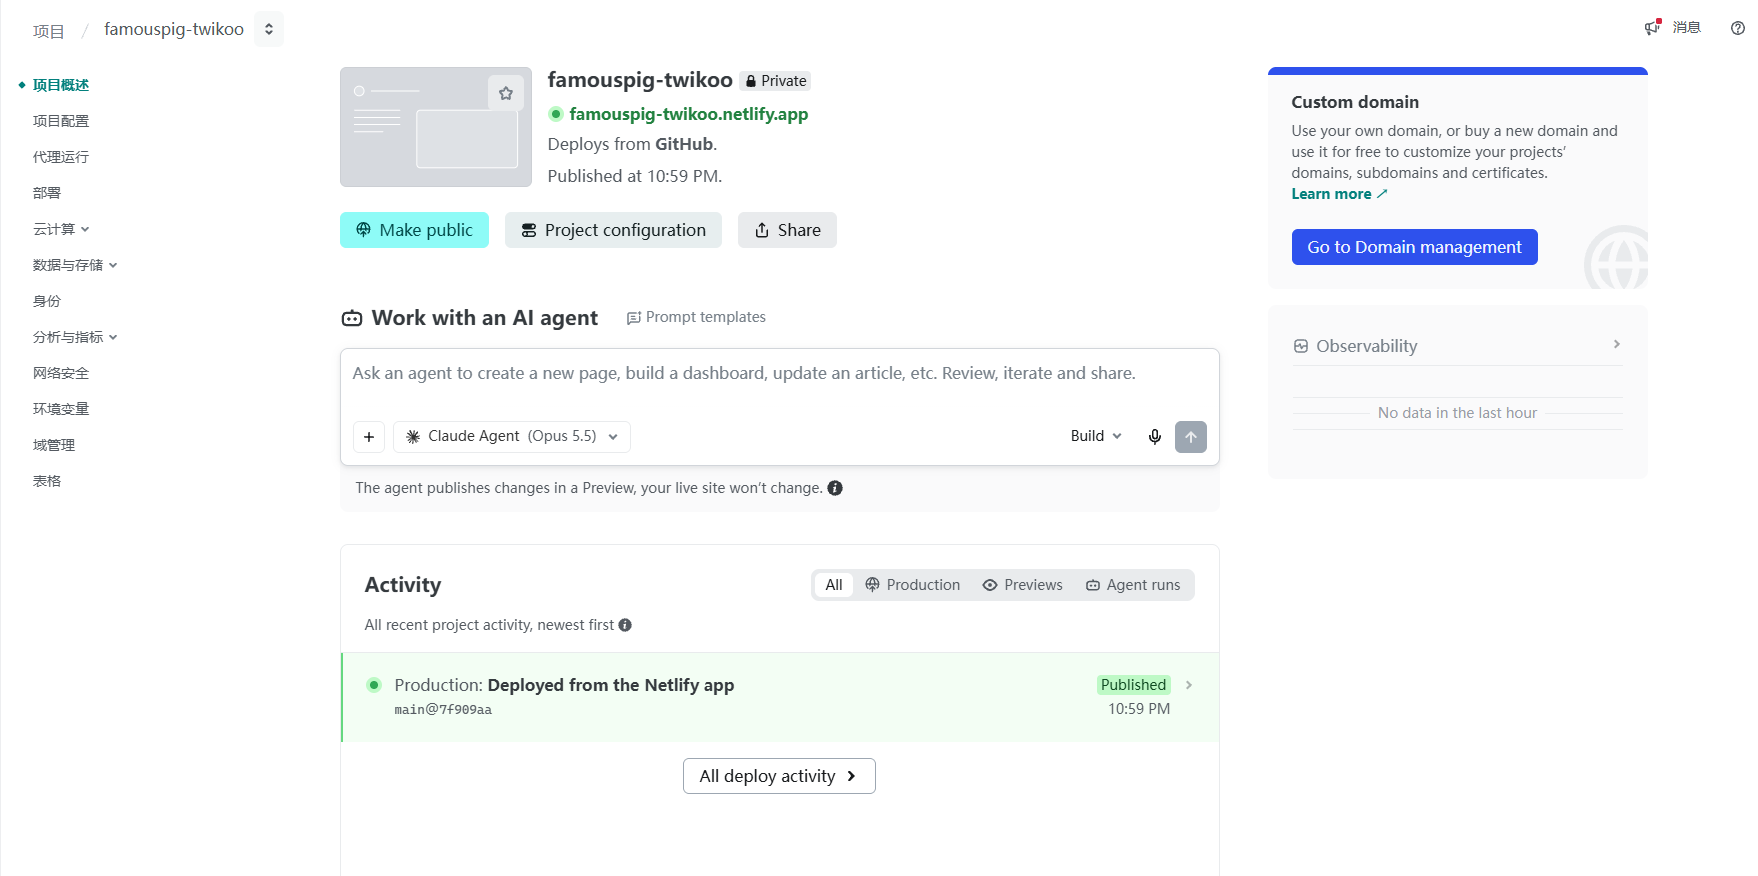 项目 / famouspig-twikoo
消息
项目概述
项目配置
代理运行
部署
云计算
数据与存储
身份
分析与指标
网络安全
环境变量
域管理
表格
famouspig-twikoo Private
famouspig-twikoo.netlify.app
Deploys from GitHub.
Published at 10:59 PM.
Make public
Project configuration
Share
Work with an AI agent
Prompt templates
Ask an agent to create a new page, build a dashboard, update an article, etc. Review, iterate and share.
+ Claude Agent (Opus 5.5)
Build
The agent publishes changes in a Preview, your live site won’t change.
Activity
All Production Previews Agent runs
All recent project activity, newest first
Production: Deployed from the Netlify app
Published
main@7f909aa
10:59 PM
All deploy activity
Custom domain
Use your own domain, or buy a new domain and
use it for free to customize your projects’
domains, subdomains and certificates.
Learn more
Go to Domain management
Observability
No data in the last hour